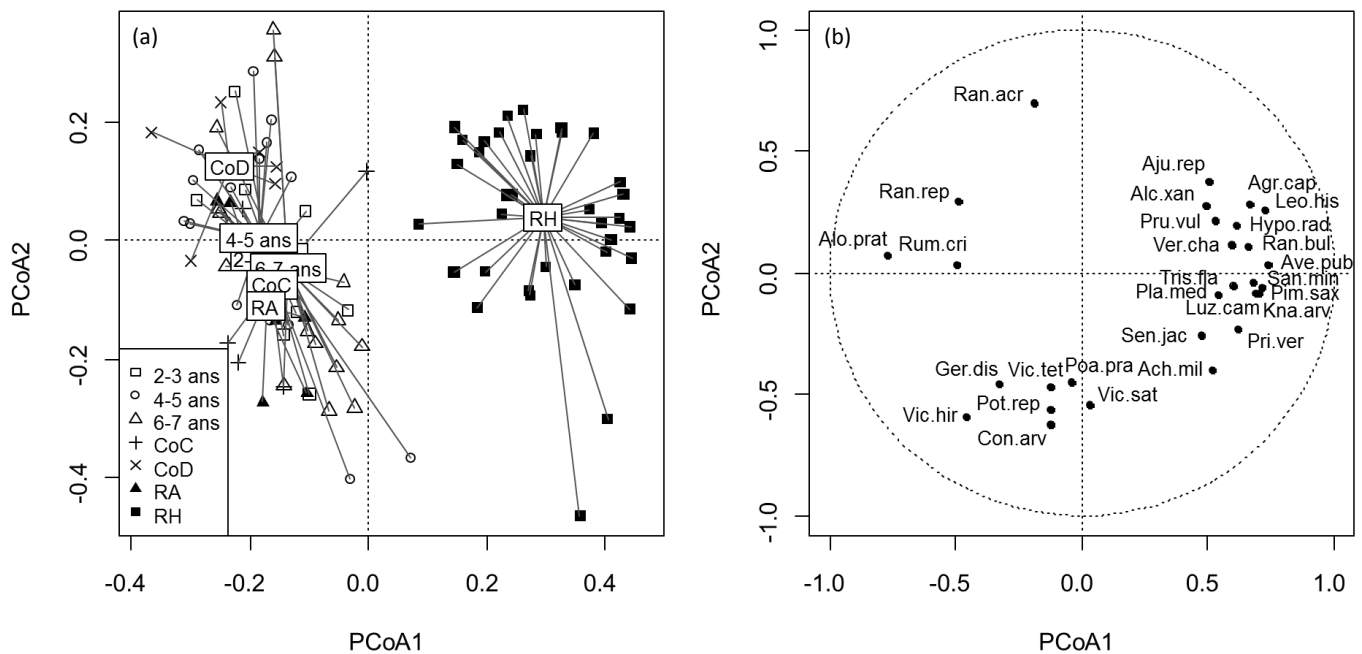 (a)
CoD
4-5 ans
2-
6-7 ans
CoC
RA
RH
2-3 ans
4-5 ans
6-7 ans
CoC
CoD
RA
RH
0.2
0.0
-0.2
-0.4
PCoA2
-0.4 -0.2 0.0 0.2 0.4
PCoA1
(b)
Ran.acr
Aju.rep
Ran.rep Alc.xan Agr.cap
Leo.his
Pru.vul Hypo.rad
Alo.prat Rum.cri Ver.cha Ran.bul
Ave.pub
Tris.fla San.min
Pla.med Pim.sax
Luz.cam Kna.arv
Sen.jac Pri.ver
Ger.dis Vic.tet Poa.pra Ach.mil
Vic.hir Pot.rep Vic.sat
Con.arv
1.0
0.5
0.0
-0.5
-1.0
PCoA2
-1.0 -0.5 0.0 0.5 1.0
PCoA1